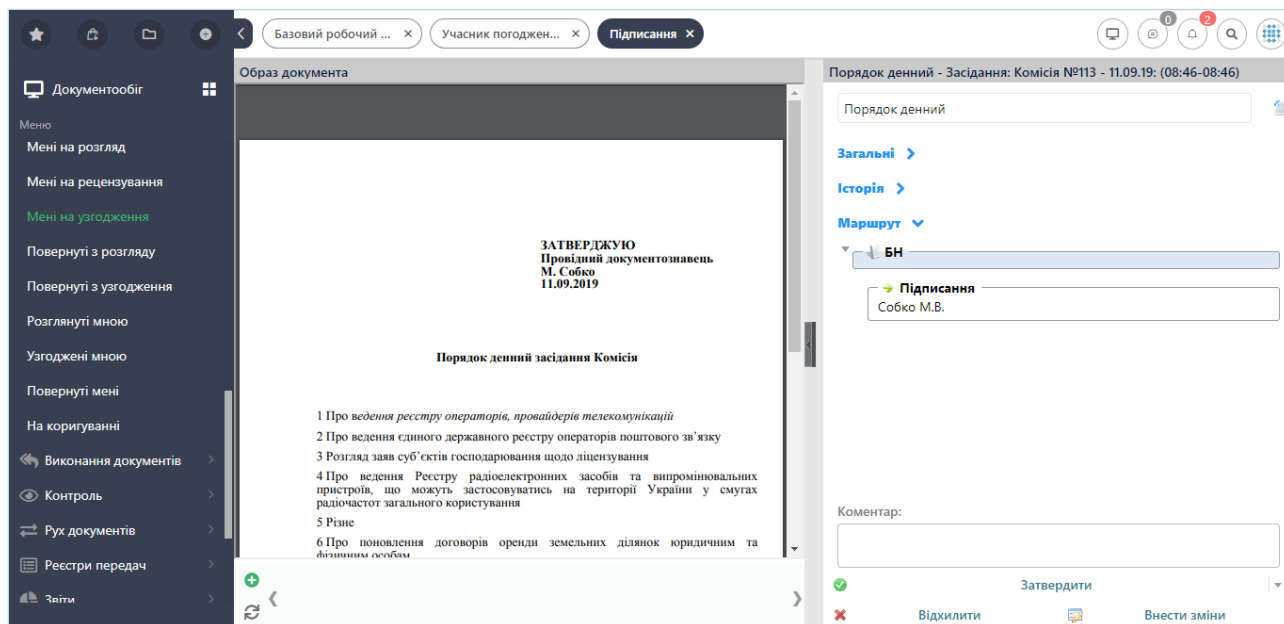 Базовий робочий ... ×
Учасник погоджен... ×
Підписання ×
0
2
Документообіг
Меню
Мені на розгляд
Мені на рецензування
Мені на узгодження
Повернуті з розгляду
Повернуті з узгодження
Розглянуті мною
Узгоджені мною
Повернуті мені
На коригуванні
Виконання документів
Контроль
Рух документів
Реєстри передач
Звіти
Образ документа
ЗАТВЕРДЖУЮ
Провідний документознавець
М. Собко
11.09.2019
Порядок денний засідання Комісія
1 Про ведення реєстру операторів, провайдерів телекомунікацій
2 Про ведення єдиного державного реєстру операторів поштового зв’язку
3 Розгляд заяв суб’єктів господарювання щодо ліцензування
4 Про ведення Реєстру радіоелектронних засобів та випромінювальних
пристроїв, що можуть застосовуватись на території України у смугах
радіочастот загального користування
5 Різне
6 Про поновлення договорів оренди земельних ділянок юридичним та
фізичним особам
Порядок денний - Засідання: Комісія №113 - 11.09.19: (08:46-08:46)
Порядок денний
Загальні
Історія
Маршрут
БН
Підписання
Собко М.В.
Коментар:
Затвердити
Відхилити
Внести зміни